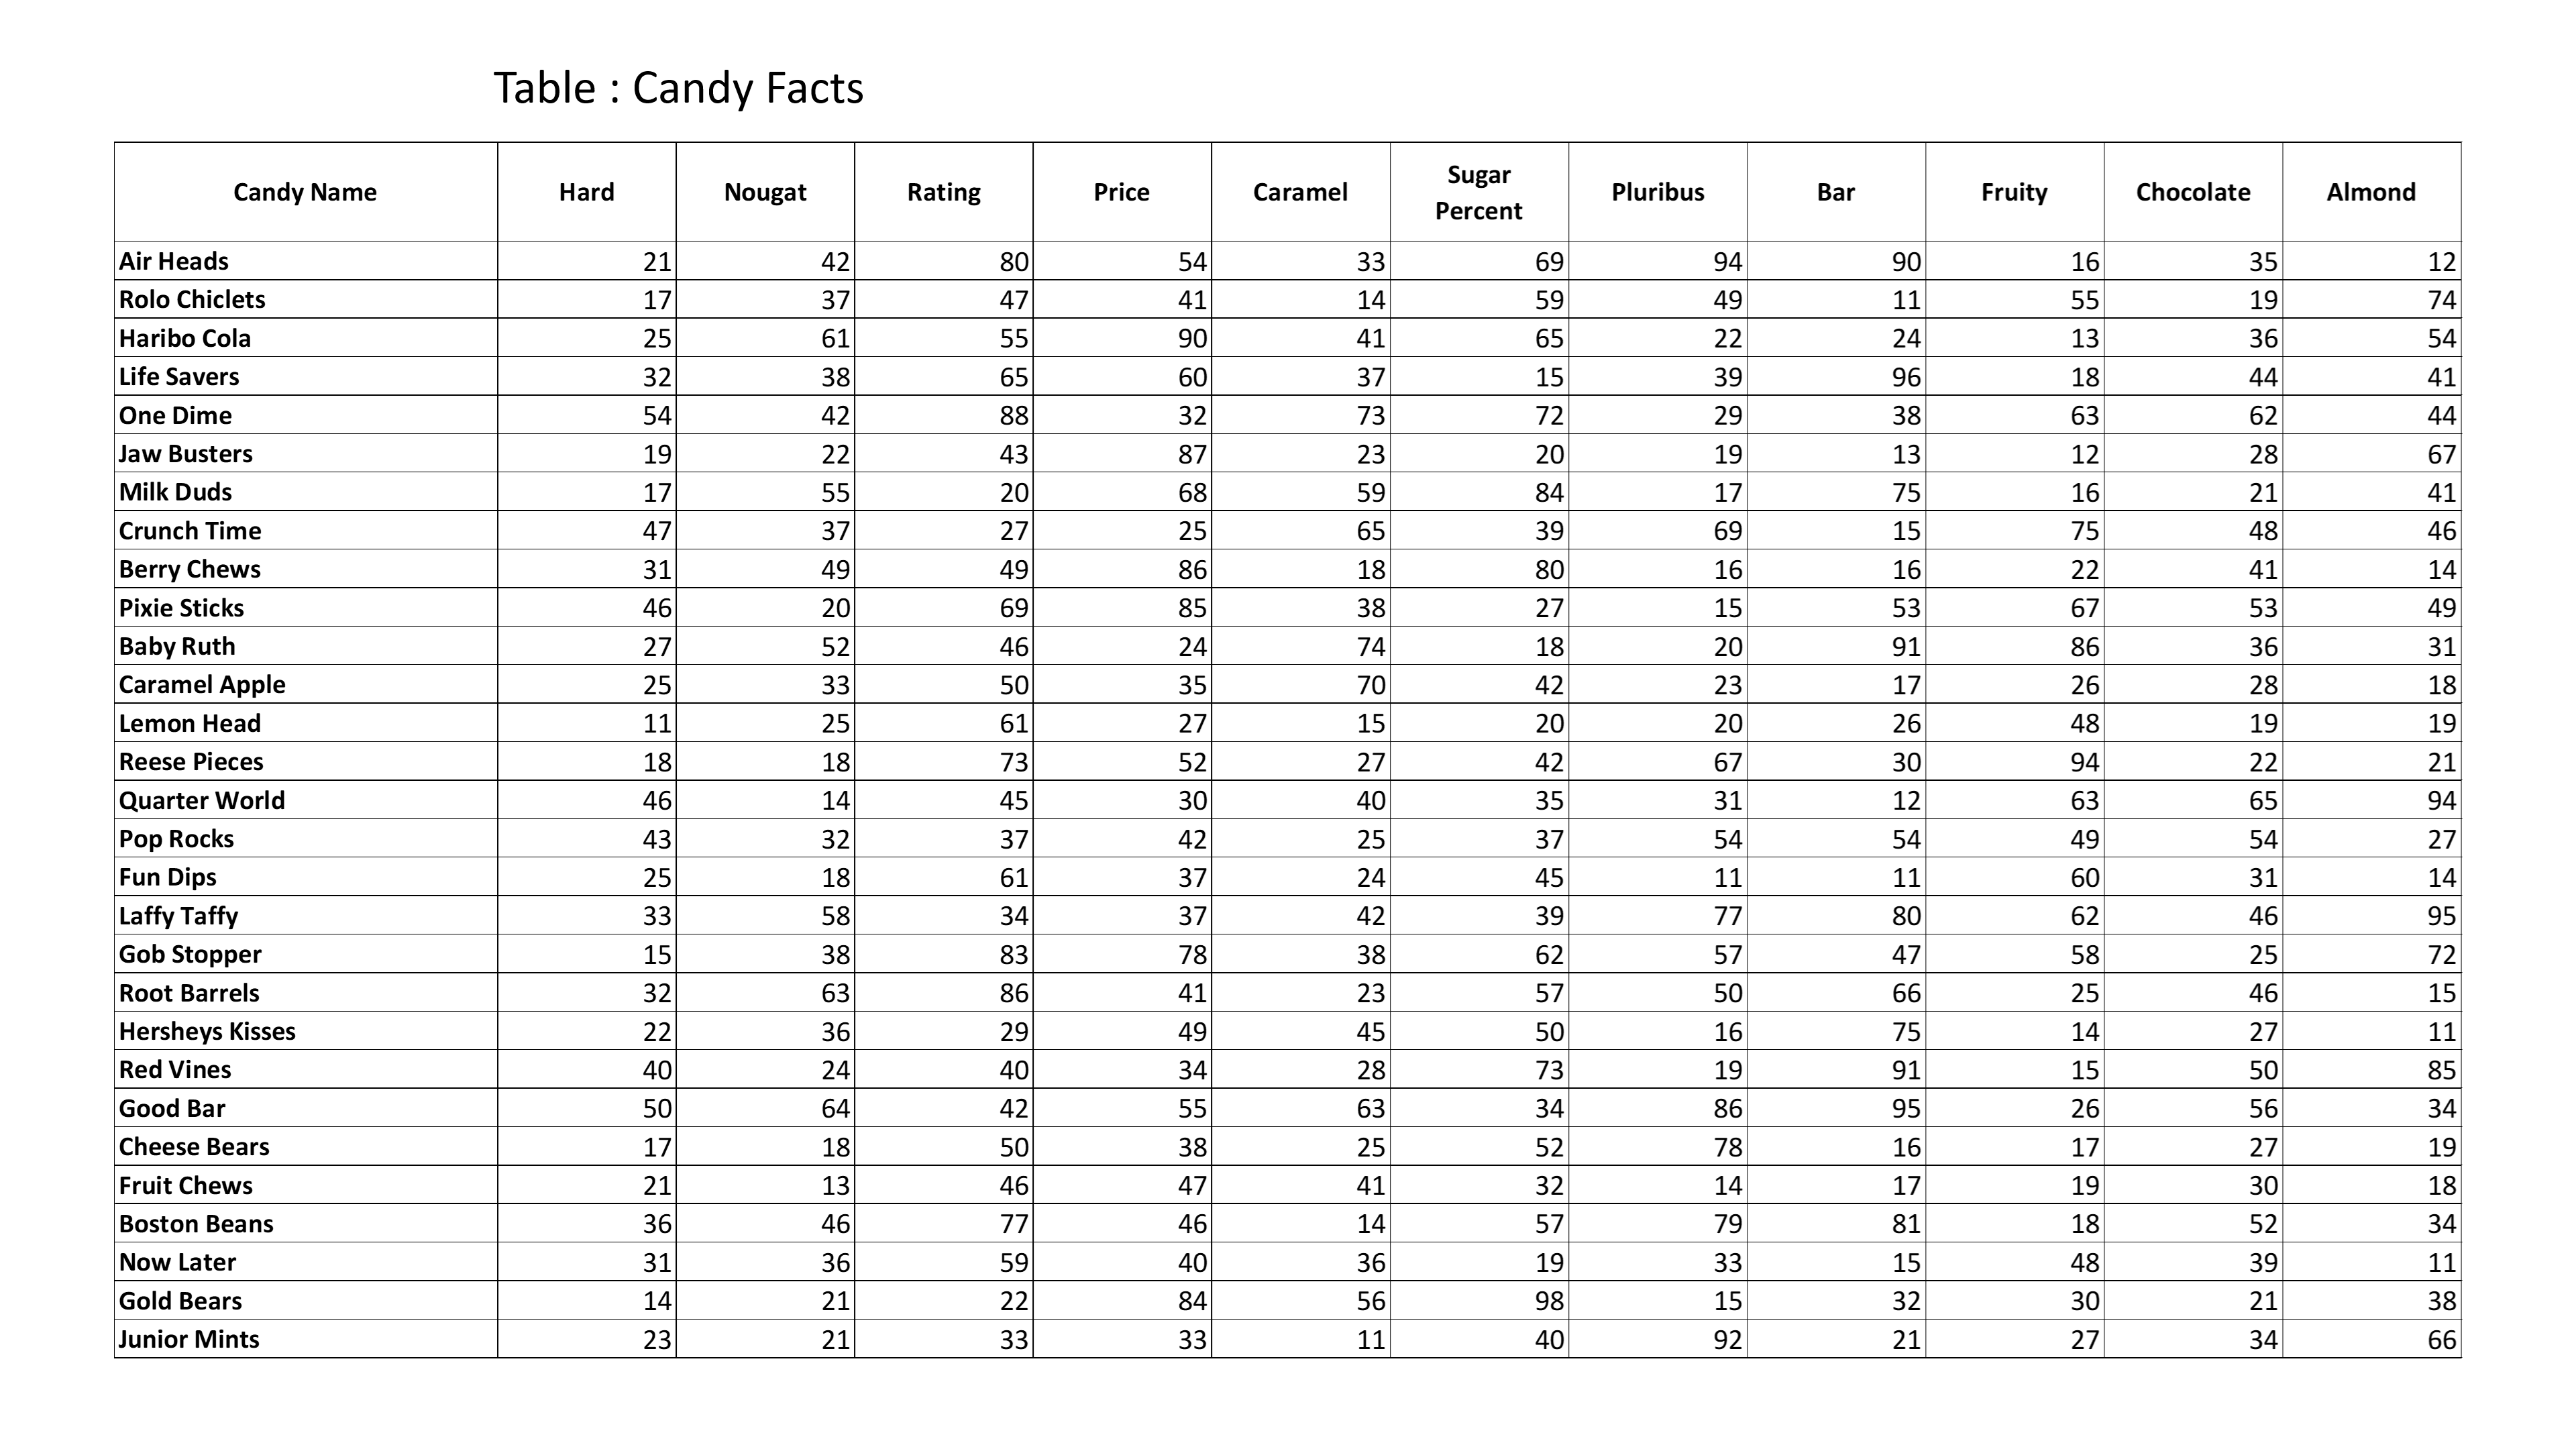 Table : Candy Facts
Candy Name Hard Nougat Rating Price Caramel Sugar Percent Pluribus Bar Fruity Chocolate Almond
Air Heads 21 42 80 54 33 69 94 90 16 35 12
Rolo Chiclets 17 37 47 41 14 59 49 11 55 19 74
Haribo Cola 25 61 55 90 41 65 22 24 13 36 54
Life Savers 32 38 65 60 37 15 39 96 18 44 41
One Dime 54 42 88 32 73 72 29 38 63 62 44
Jaw Busters 19 22 43 87 23 20 19 13 12 28 67
Milk Duds 17 55 20 68 59 84 17 75 16 21 41
Crunch Time 47 37 27 25 65 39 69 15 75 48 46
Berry Chews 31 49 49 86 18 80 16 16 22 41 14
Pixie Sticks 46 20 69 85 38 27 15 53 67 53 49
Baby Ruth 27 52 46 24 74 18 20 91 86 36 31
Caramel Apple 25 33 50 35 70 42 23 17 26 28 18
Lemon Head 11 25 61 27 15 20 20 26 48 19 19
Reese Pieces 18 18 73 52 27 42 67 30 94 22 21
Quarter World 46 14 45 30 40 35 31 12 63 65 94
Pop Rocks 43 32 37 42 25 37 54 54 49 54 27
Fun Dips 25 18 61 37 24 45 11 11 60 31 14
Laffy Taffy 33 58 34 37 42 39 77 80 62 46 95
Gob Stopper 15 38 83 78 38 62 57 47 58 25 72
Root Barrels 32 63 86 41 23 57 50 66 25 46 15
Hersheys Kisses 22 36 29 49 45 50 16 75 14 27 11
Red Vines 40 24 40 34 28 73 19 91 15 50 85
Good Bar 50 64 42 55 63 34 86 95 26 56 34
Cheese Bears 17 18 50 38 25 52 78 16 17 27 19
Fruit Chews 21 13 46 47 41 32 14 17 19 30 18
Boston Beans 36 46 77 46 14 57 79 81 18 52 34
Now Later 31 36 59 40 36 19 33 15 48 39 11
Gold Bears 14 21 22 84 56 98 15 32 30 21 38
Junior Mints 23 21 33 33 11 40 92 21 27 34 66